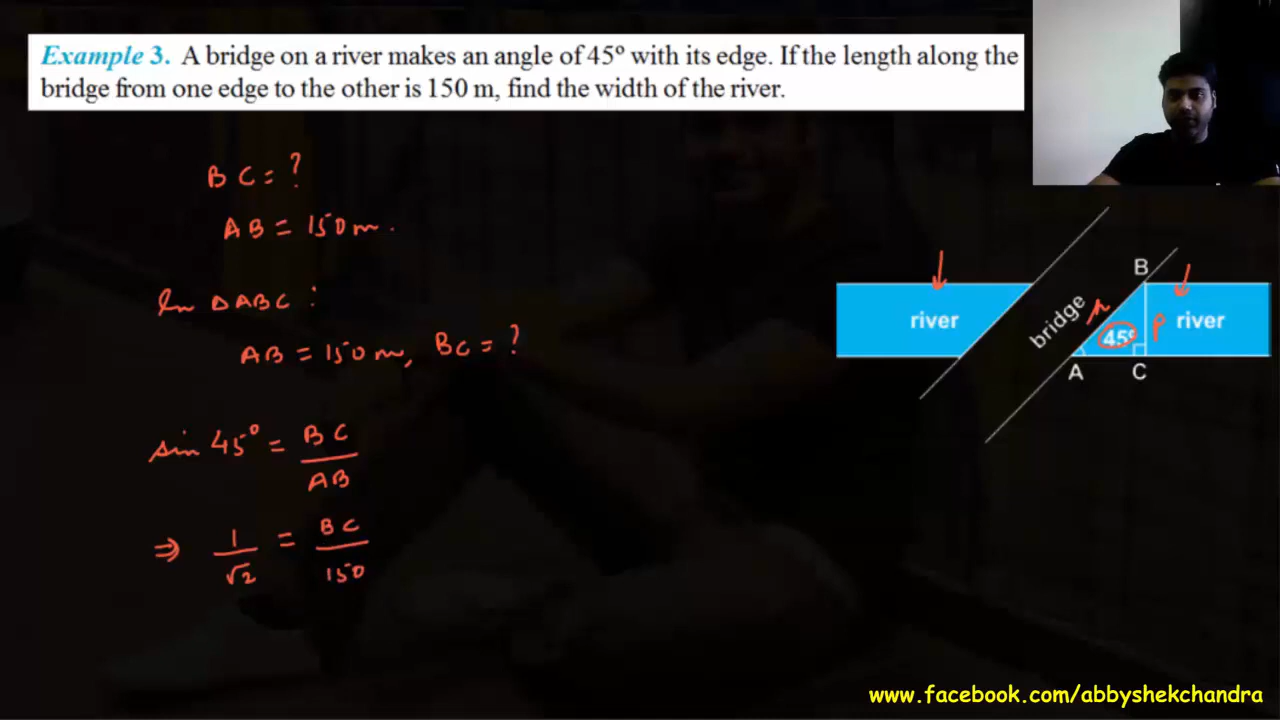 Example 3. A bridge on a river makes an angle of 45º with its edge. If the length along the
bridge from one edge to the other is 150 m, find the width of the river.
BC = ?
AB = 150 m.
In ΔABC :
AB = 150 m, BC = ?
sin 45° = BC / AB
⇒ 1 / √2 = BC / 150
B
river
bridge
h
45º
p
river
A
C
www.facebook.com/abbyshekchandra